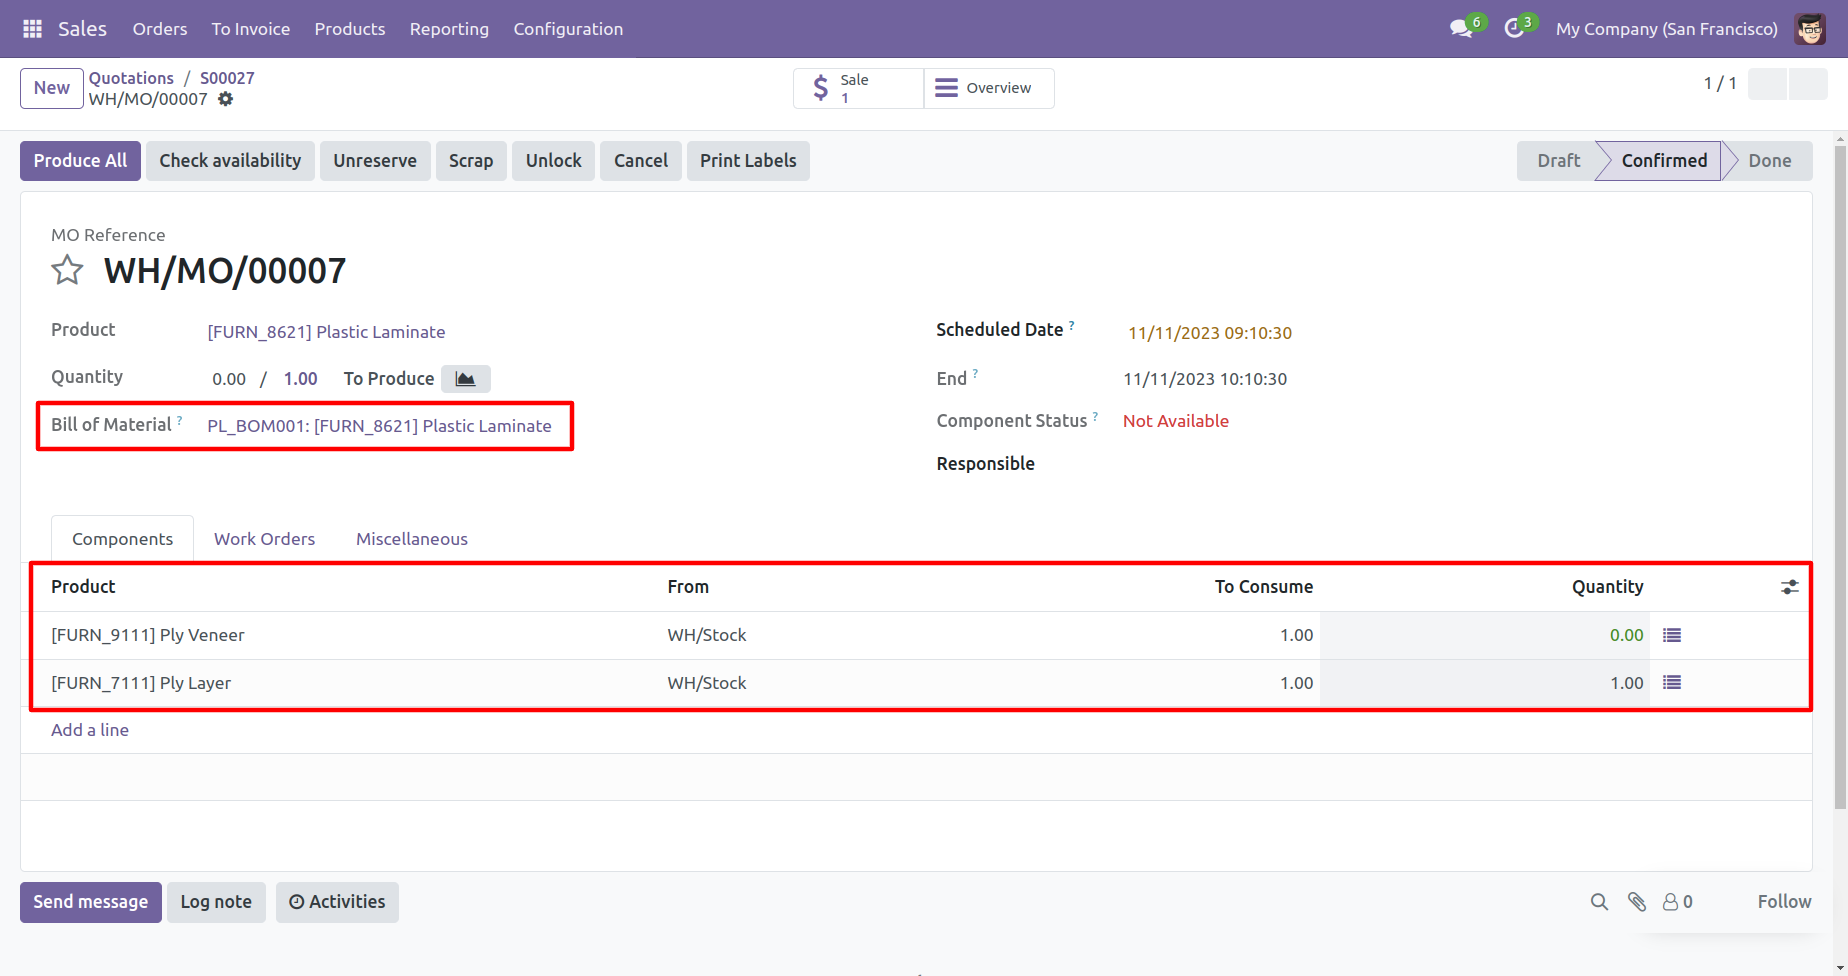 Sales Orders To Invoice Products Reporting Configuration 6 3 My Company (San Francisco)
New Quotations / S00027
WH/MO/00007
Sale
1
Overview
1 / 1
Produce All Check availability Unreserve Scrap Unlock Cancel Print Labels Draft Confirmed Done
MO Reference
WH/MO/00007
Product [FURN_8621] Plastic Laminate
Scheduled Date ? 11/11/2023 09:10:30
Quantity 0.00 / 1.00 To Produce
End ? 11/11/2023 10:10:30
Bill of Material ? PL_BOM001: [FURN_8621] Plastic Laminate
Component Status ? Not Available
Responsible
Components Work Orders Miscellaneous
Product From To Consume Quantity
[FURN_9111] Ply Veneer WH/Stock 1.00 0.00
[FURN_7111] Ply Layer WH/Stock 1.00 1.00
Add a line
Send message Log note Activities 0 Follow